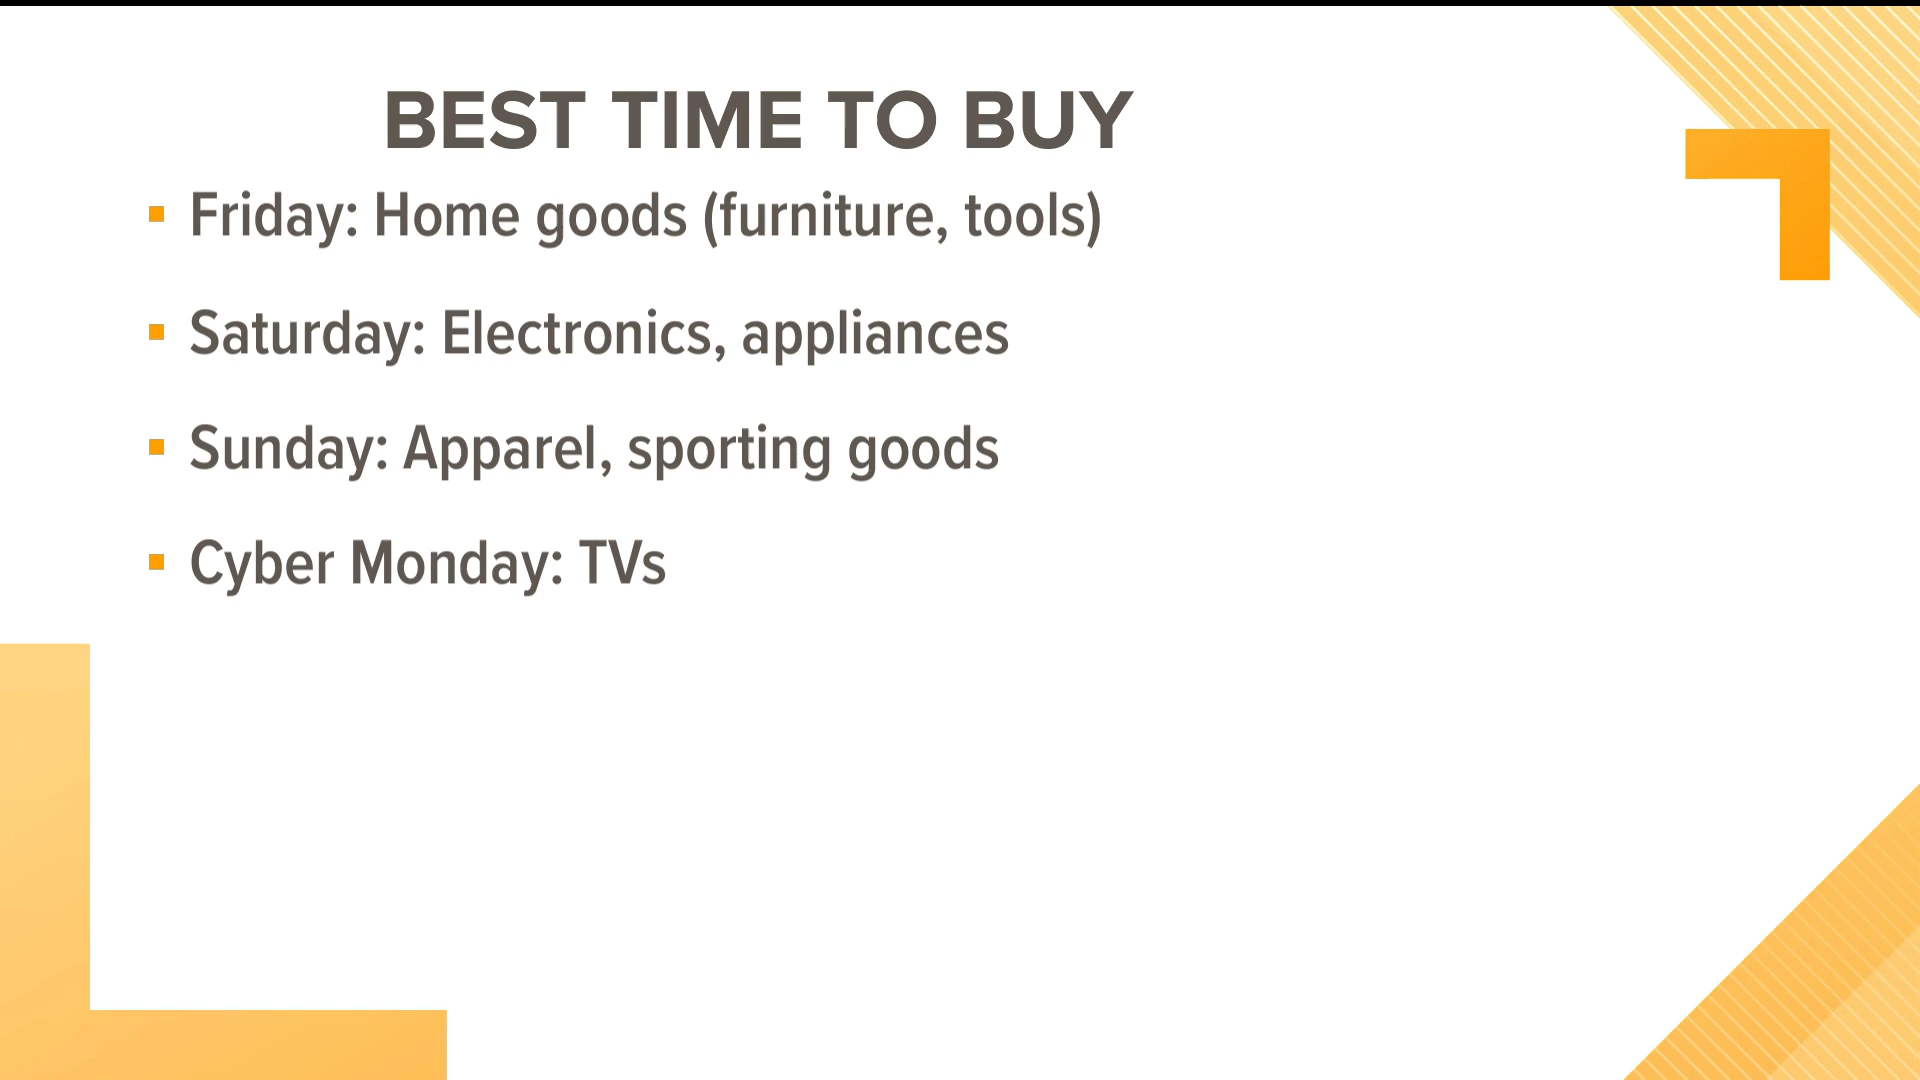 BEST TIME TO BUY
Friday: Home goods (furniture, tools)
Saturday: Electronics, appliances
Sunday: Apparel, sporting goods
Cyber Monday: TVs